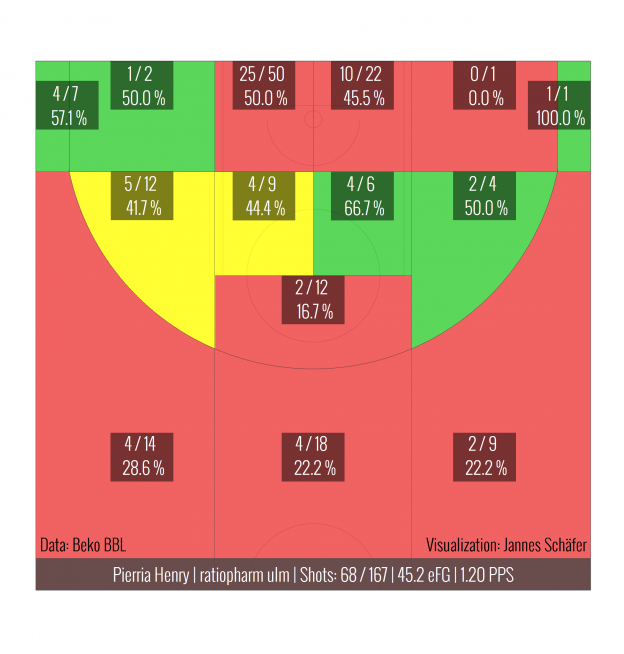 1 / 2
50.0 %
25 / 50
50.0 %
10 / 22
45.5 %
0 / 1
0.0 %
4 / 7
57.1 %
1 / 1
100.0 %
5 / 12
41.7 %
4 / 9
44.4 %
4 / 6
66.7 %
2 / 4
50.0 %
2 / 12
16.7 %
4 / 14
28.6 %
4 / 18
22.2 %
2 / 9
22.2 %
Data: Beko BBL
Visualization: Jannes Schäfer
Pierria Henry | ratiopharm ulm | Shots: 68 / 167 | 45.2 eFG | 1.20 PPS